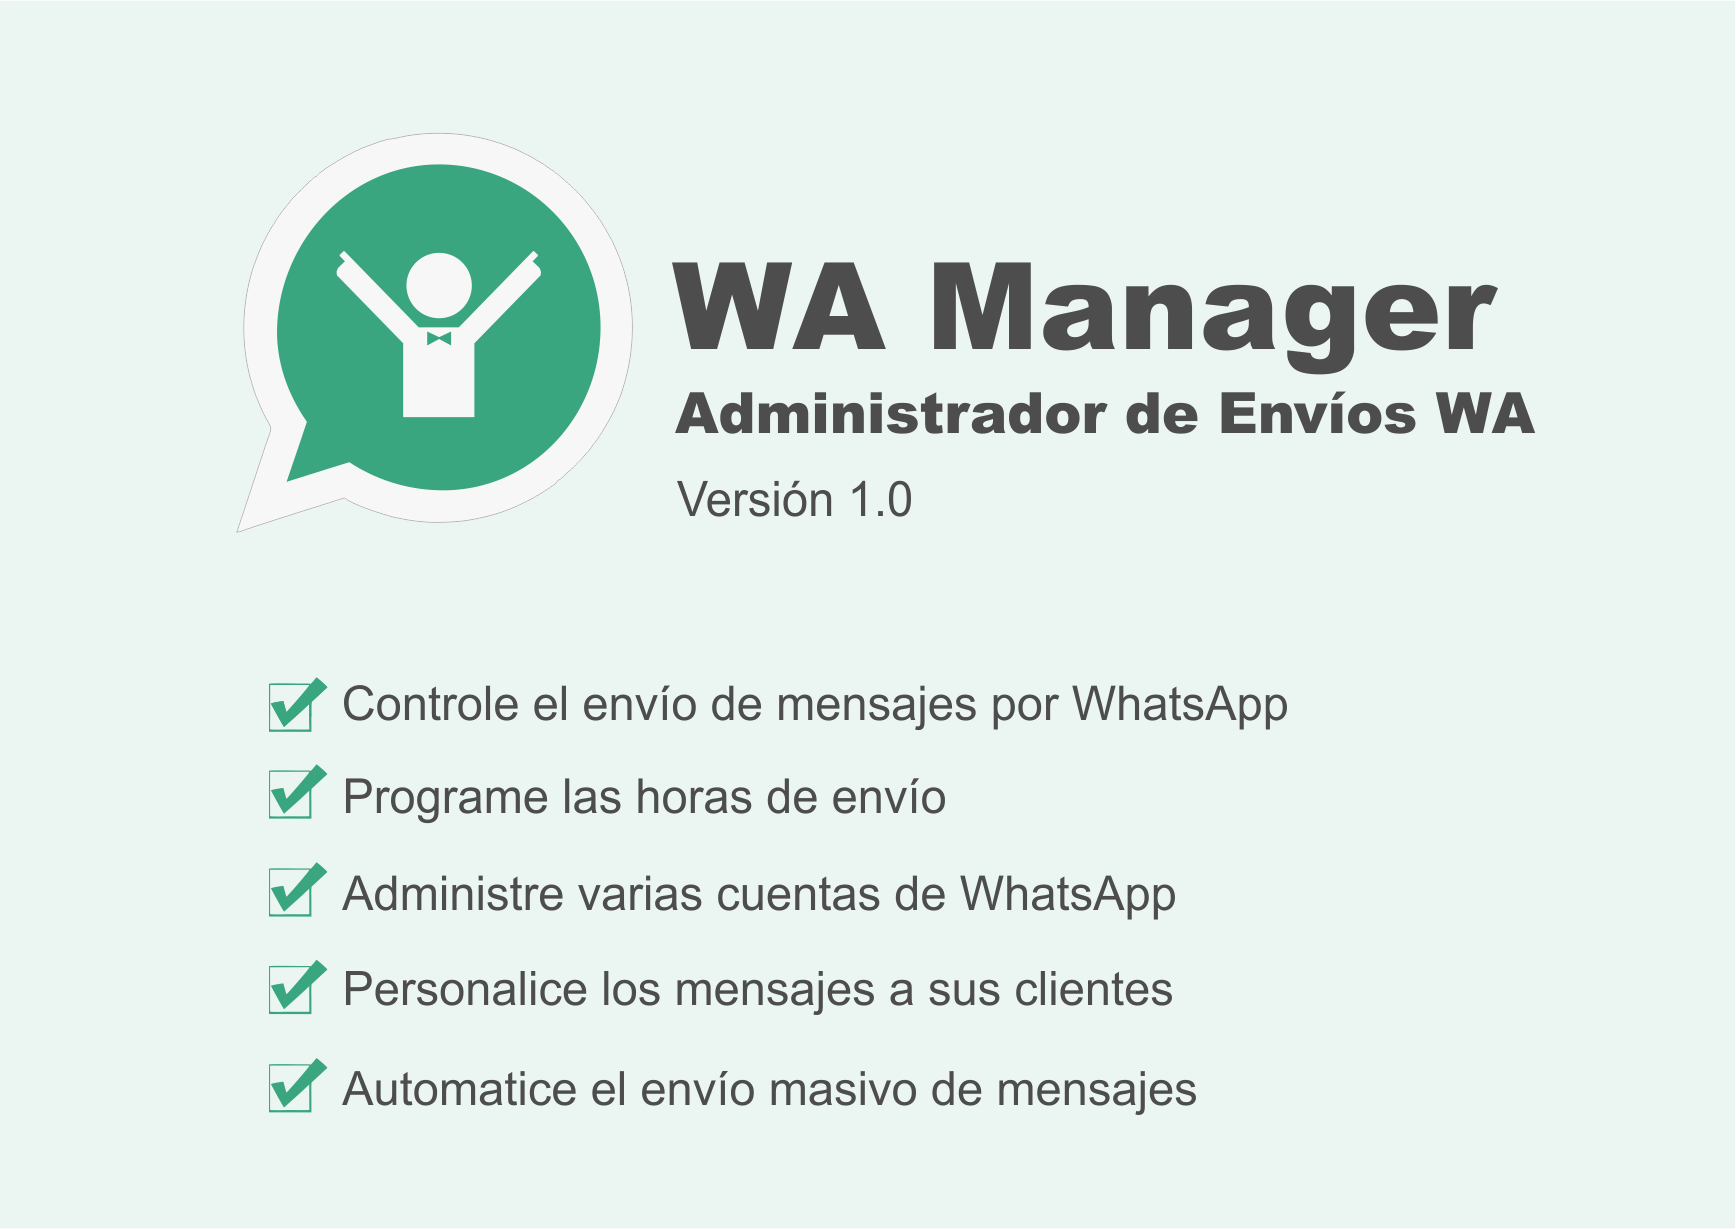 WA Manager
Administrador de Envíos WA
Versión 1.0
Controle el envío de mensajes por WhatsApp
Programe las horas de envío
Administre varias cuentas de WhatsApp
Personalice los mensajes a sus clientes
Automatice el envío masivo de mensajes